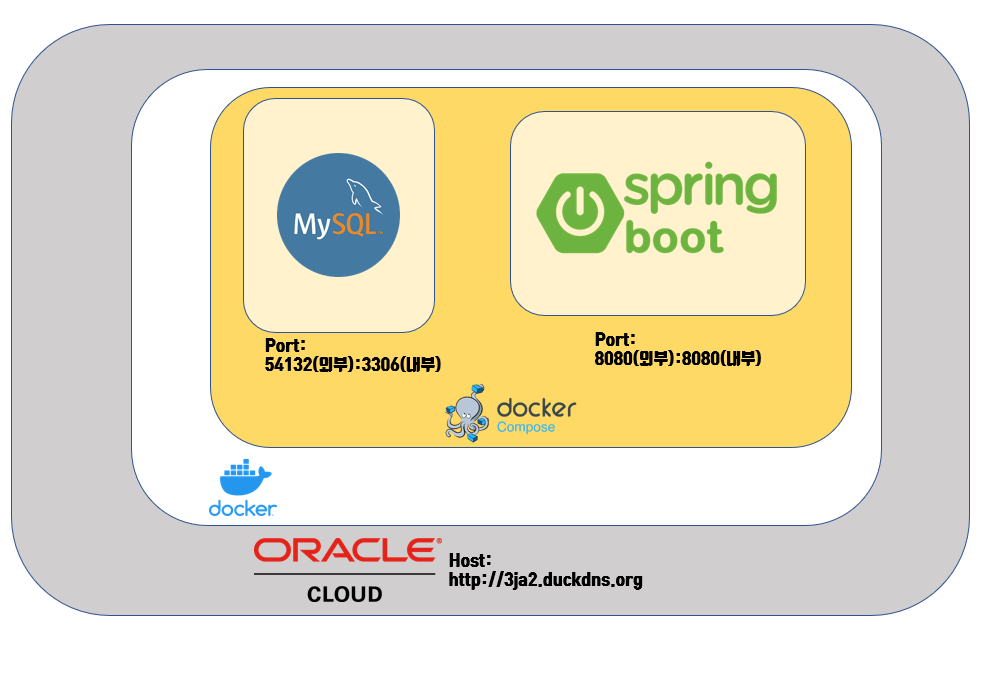 MySQL™
spring
boot
Port:
54132(외부):3306(내부)
Port:
8080(외부):8080(내부)
docker
Compose
docker
ORACLE®
CLOUD
Host:
http://3ja2.duckdns.org